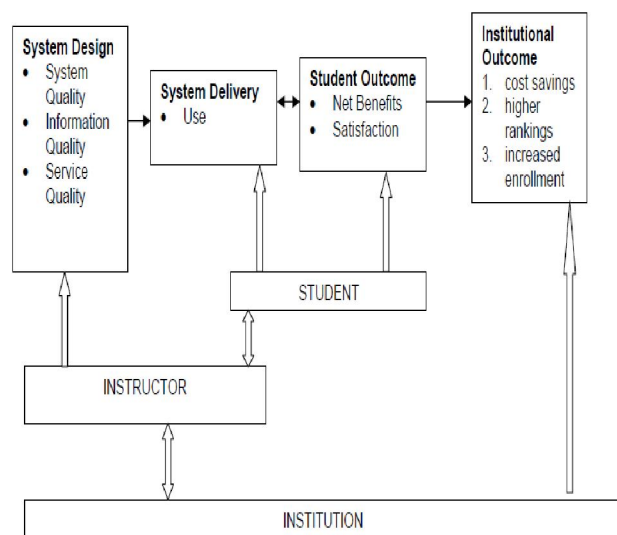 System Design
• System
Quality
• Information
Quality
• Service
Quality
System Delivery
• Use
Student Outcome
• Net Benefits
• Satisfaction
Institutional
Outcome
1. cost savings
2. higher
rankings
3. increased
enrollment
STUDENT
INSTRUCTOR
INSTITUTION